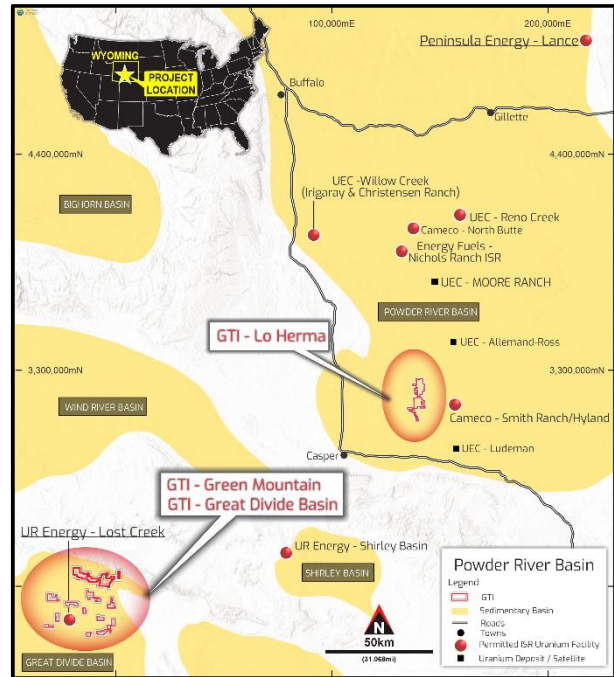 100,000mE
200,000mE
WYOMING
PROJECT
LOCATION
Peninsula Energy - Lance
Buffalo
Gillette
4,400,000mN
4,400,000mN
BIGHORN BASIN
UEC -Willow Creek
(Irigaray & Christensen Ranch)
UEC - Reno Creek
Cameco - North Butte
Energy Fuels -
Nichols Ranch ISR
UEC - MOORE RANCH
POWDER RIVER BASIN
GTI - Lo Herma
UEC - Allemand-Ross
3,300,000mN
3,300,000mN
WIND RIVER BASIN
Cameco - Smith Ranch/Hyland
Casper
UEC - Ludeman
GTI - Green Mountain
GTI - Great Divide Basin
UR Energy - Lost Creek
UR Energy - Shirley Basin
SHIRLEY BASIN
GREAT DIVIDE BASIN
N
50km
(31.068mi)
Powder River Basin
Legend
GTI
Sedimentary Basin
Roads
Towns
Permitted ISR Uranium Facility
Uranium Deposit / Satellite